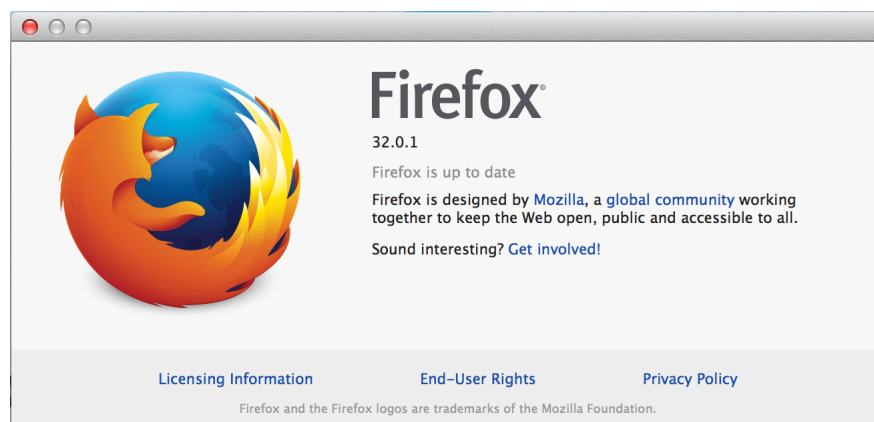 Firefox®
32.0.1
Firefox is up to date
Firefox is designed by Mozilla, a global community working
together to keep the Web open, public and accessible to all.
Sound interesting? Get involved!
Licensing Information End-User Rights Privacy Policy
Firefox and the Firefox logos are trademarks of the Mozilla Foundation.